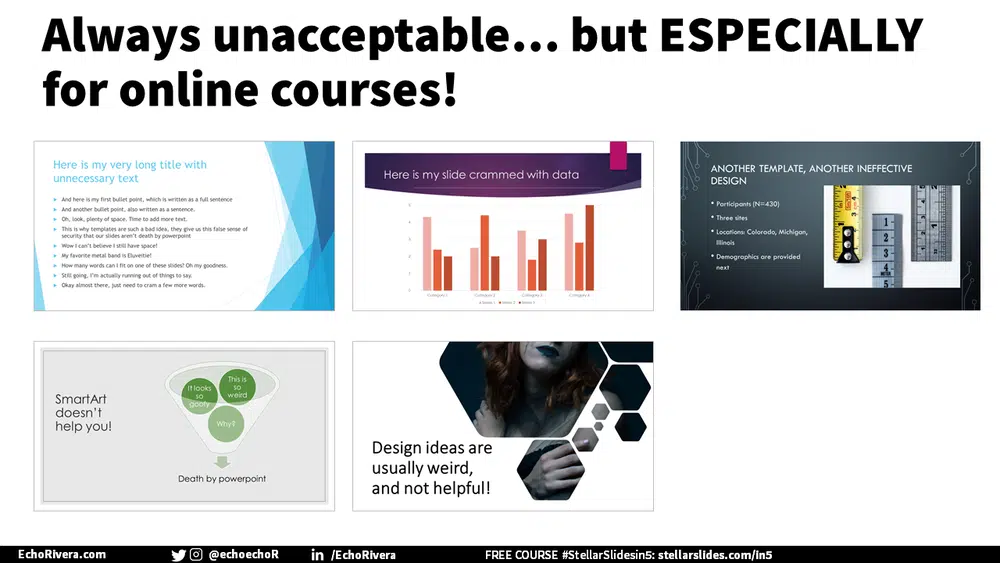 Always unacceptable... but ESPECIALLY
for online courses!
Here is my very long title with
unnecessary text
And here is my first bullet point, which is written as a full sentence
And another bullet point, also written as a sentence.
Oh, look, plenty of space. Time to add more text.
This is why templates are such a bad idea, they give us this false sense of
security that our slides aren't death by powerpoint
Wow I can't believe I still have space!
My favorite metal band is Eluveitie!
How many words can I fit on one of these slides? Oh my goodness.
Still going, I'm actually running out of things to say.
Okay almost there, just need to cram a few more words.
Here is my slide crammed with data
5
4
3
2
1
0
Category 1 Category 2 Category 3 Category 4
Series 1 Series 2 Series 3
ANOTHER TEMPLATE, ANOTHER INEFFECTIVE
DESIGN
Participants (N=430)
Three sites
Locations: Colorado, Michigan,
Illinois
Demographics are provided
next
SmartArt
doesn't
help you!
It looks
so
goofy
This is
so
weird
Why?
Death by powerpoint
Design ideas are
usually weird,
and not helpful!
EchoRivera.com @echoechoR /EchoRivera FREE COURSE #StellarSlidesin5: stellarslides.com/in5